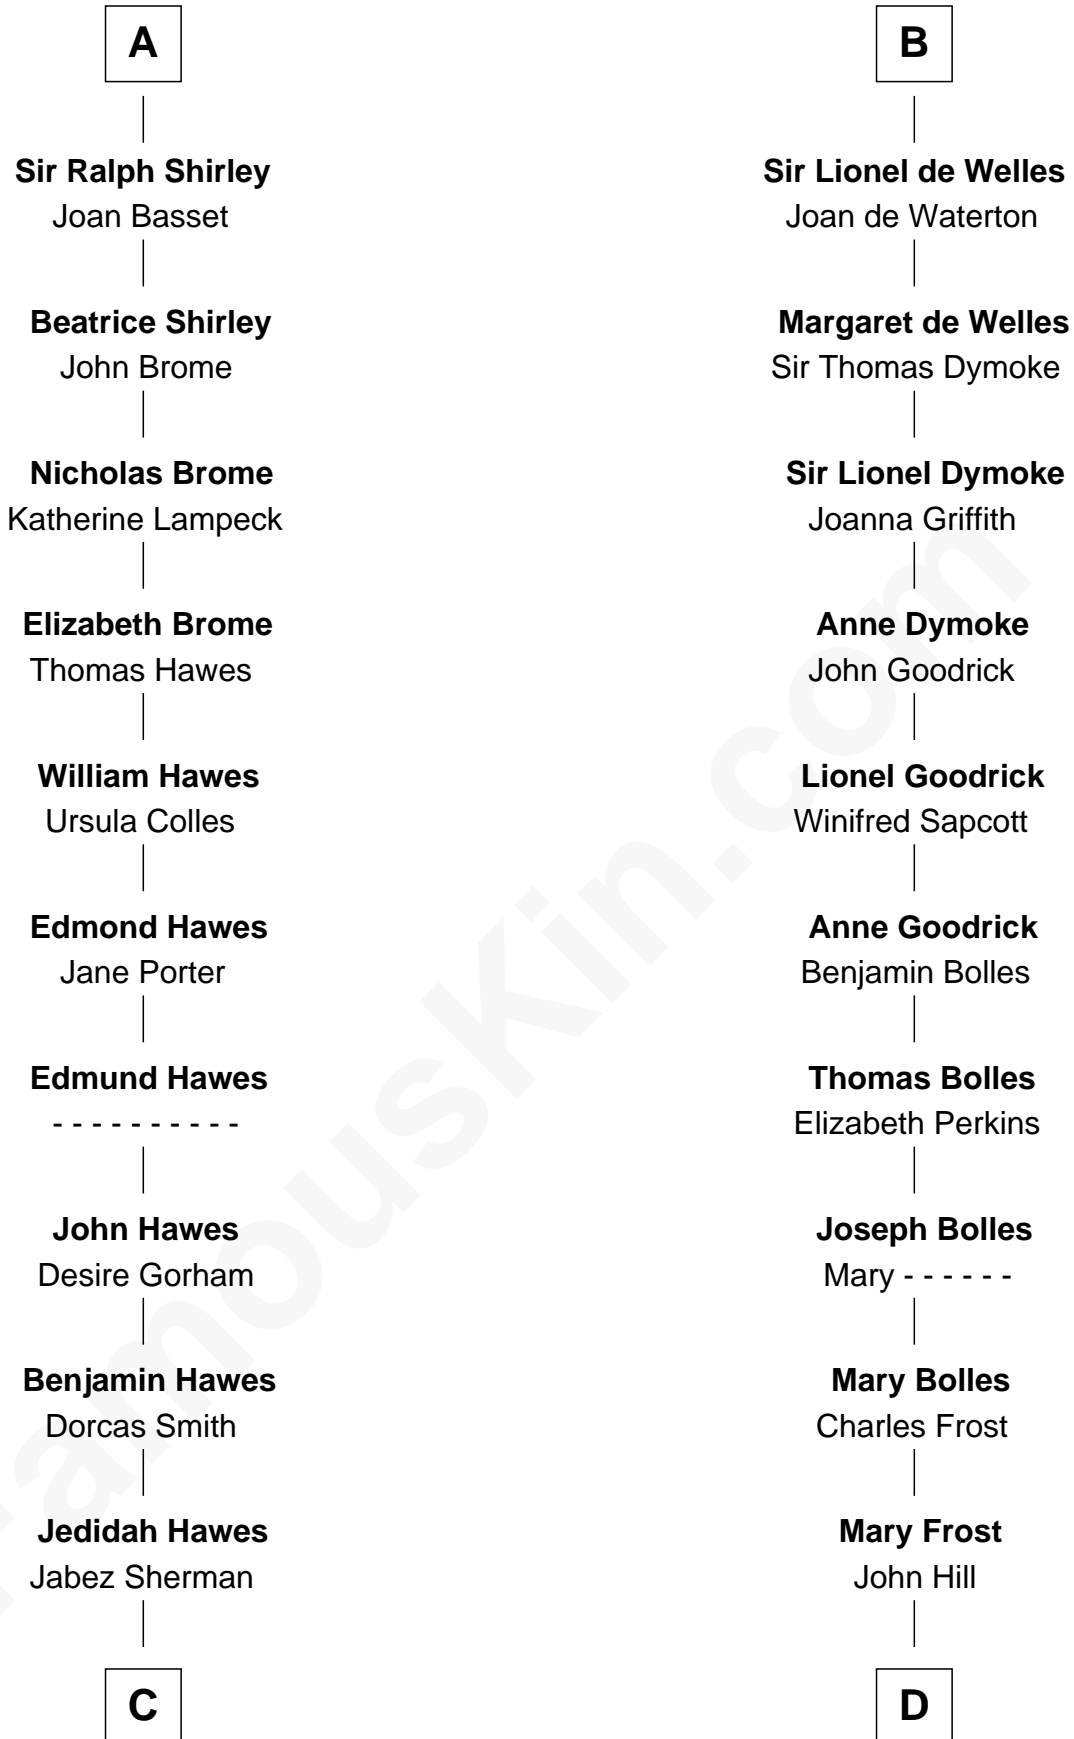 A
Sir Ralph Shirley
Joan Basset
Beatrice Shirley
John Brome
Nicholas Brome
Katherine Lampeck
Elizabeth Brome
Thomas Hawes
William Hawes
Ursula Colles
Edmond Hawes
Jane Porter
Edmund Hawes
- - - - - - - - - -
John Hawes
Desire Gorham
Benjamin Hawes
Dorcas Smith
Jedidah Hawes
Jabez Sherman
C
B
Sir Lionel de Welles
Joan de Waterton
Margaret de Welles
Sir Thomas Dymoke
Sir Lionel Dymoke
Joanna Griffith
Anne Dymoke
John Goodrick
Lionel Goodrick
Winifred Sapcott
Anne Goodrick
Benjamin Bolles
Thomas Bolles
Elizabeth Perkins
Joseph Bolles
Mary - - - - - -
Mary Bolles
Charles Frost
Mary Frost
John Hill
D
FamousKin.com